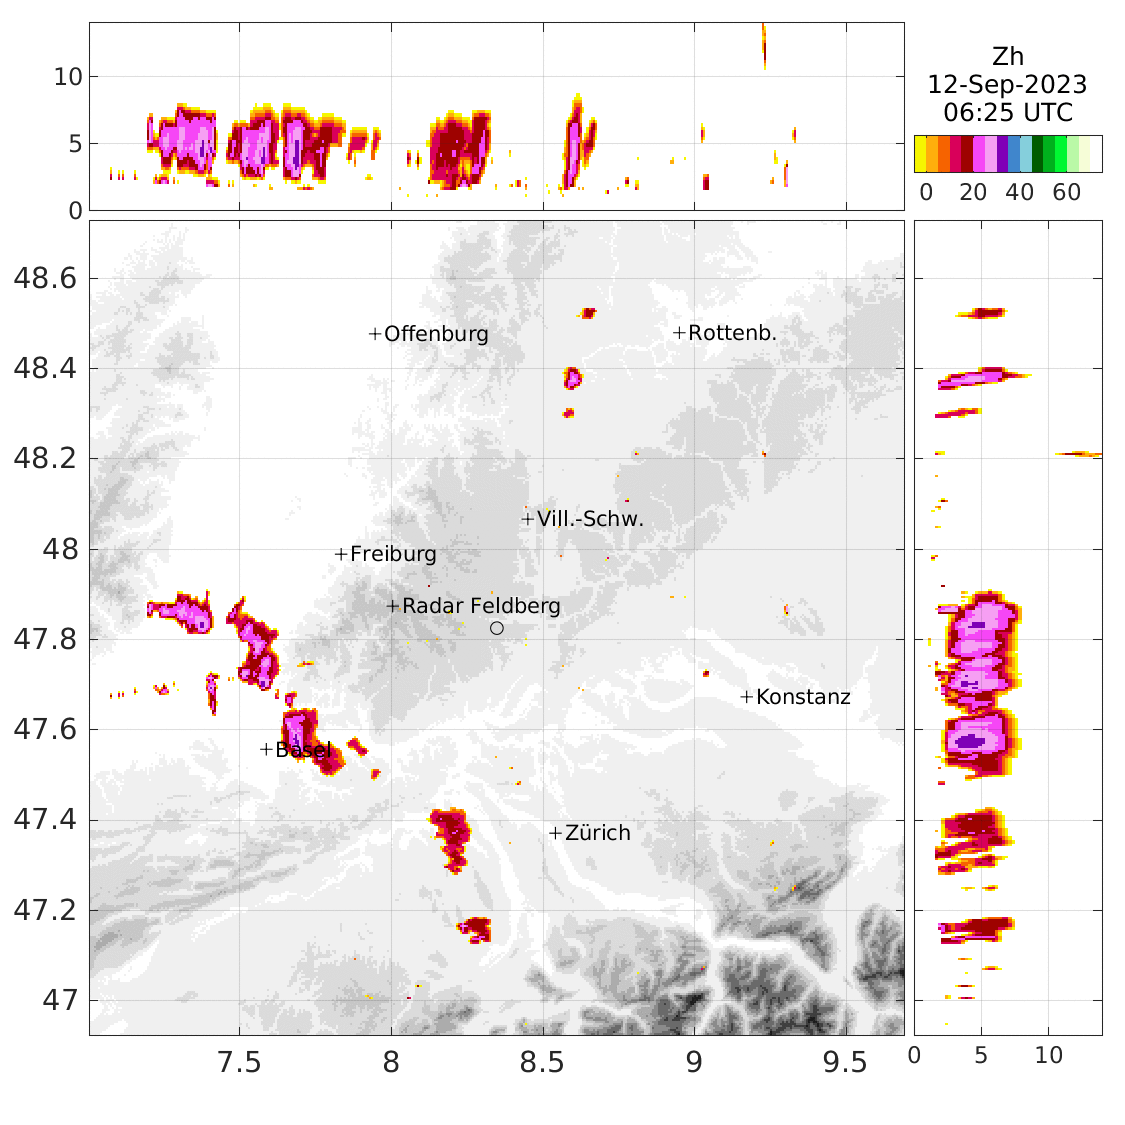 10
5
0
Zh
12-Sep-2023
06:25 UTC
0 20 40 60
48.6
48.4
48.2
48
47.8
47.6
47.4
47.2
47
+Offenburg
+Rottenb.
+Vill.-Schw.
+Freiburg
+Radar Feldberg
+Konstanz
+Basel
+Zürich
7.5 8 8.5 9 9.5
0 5 10